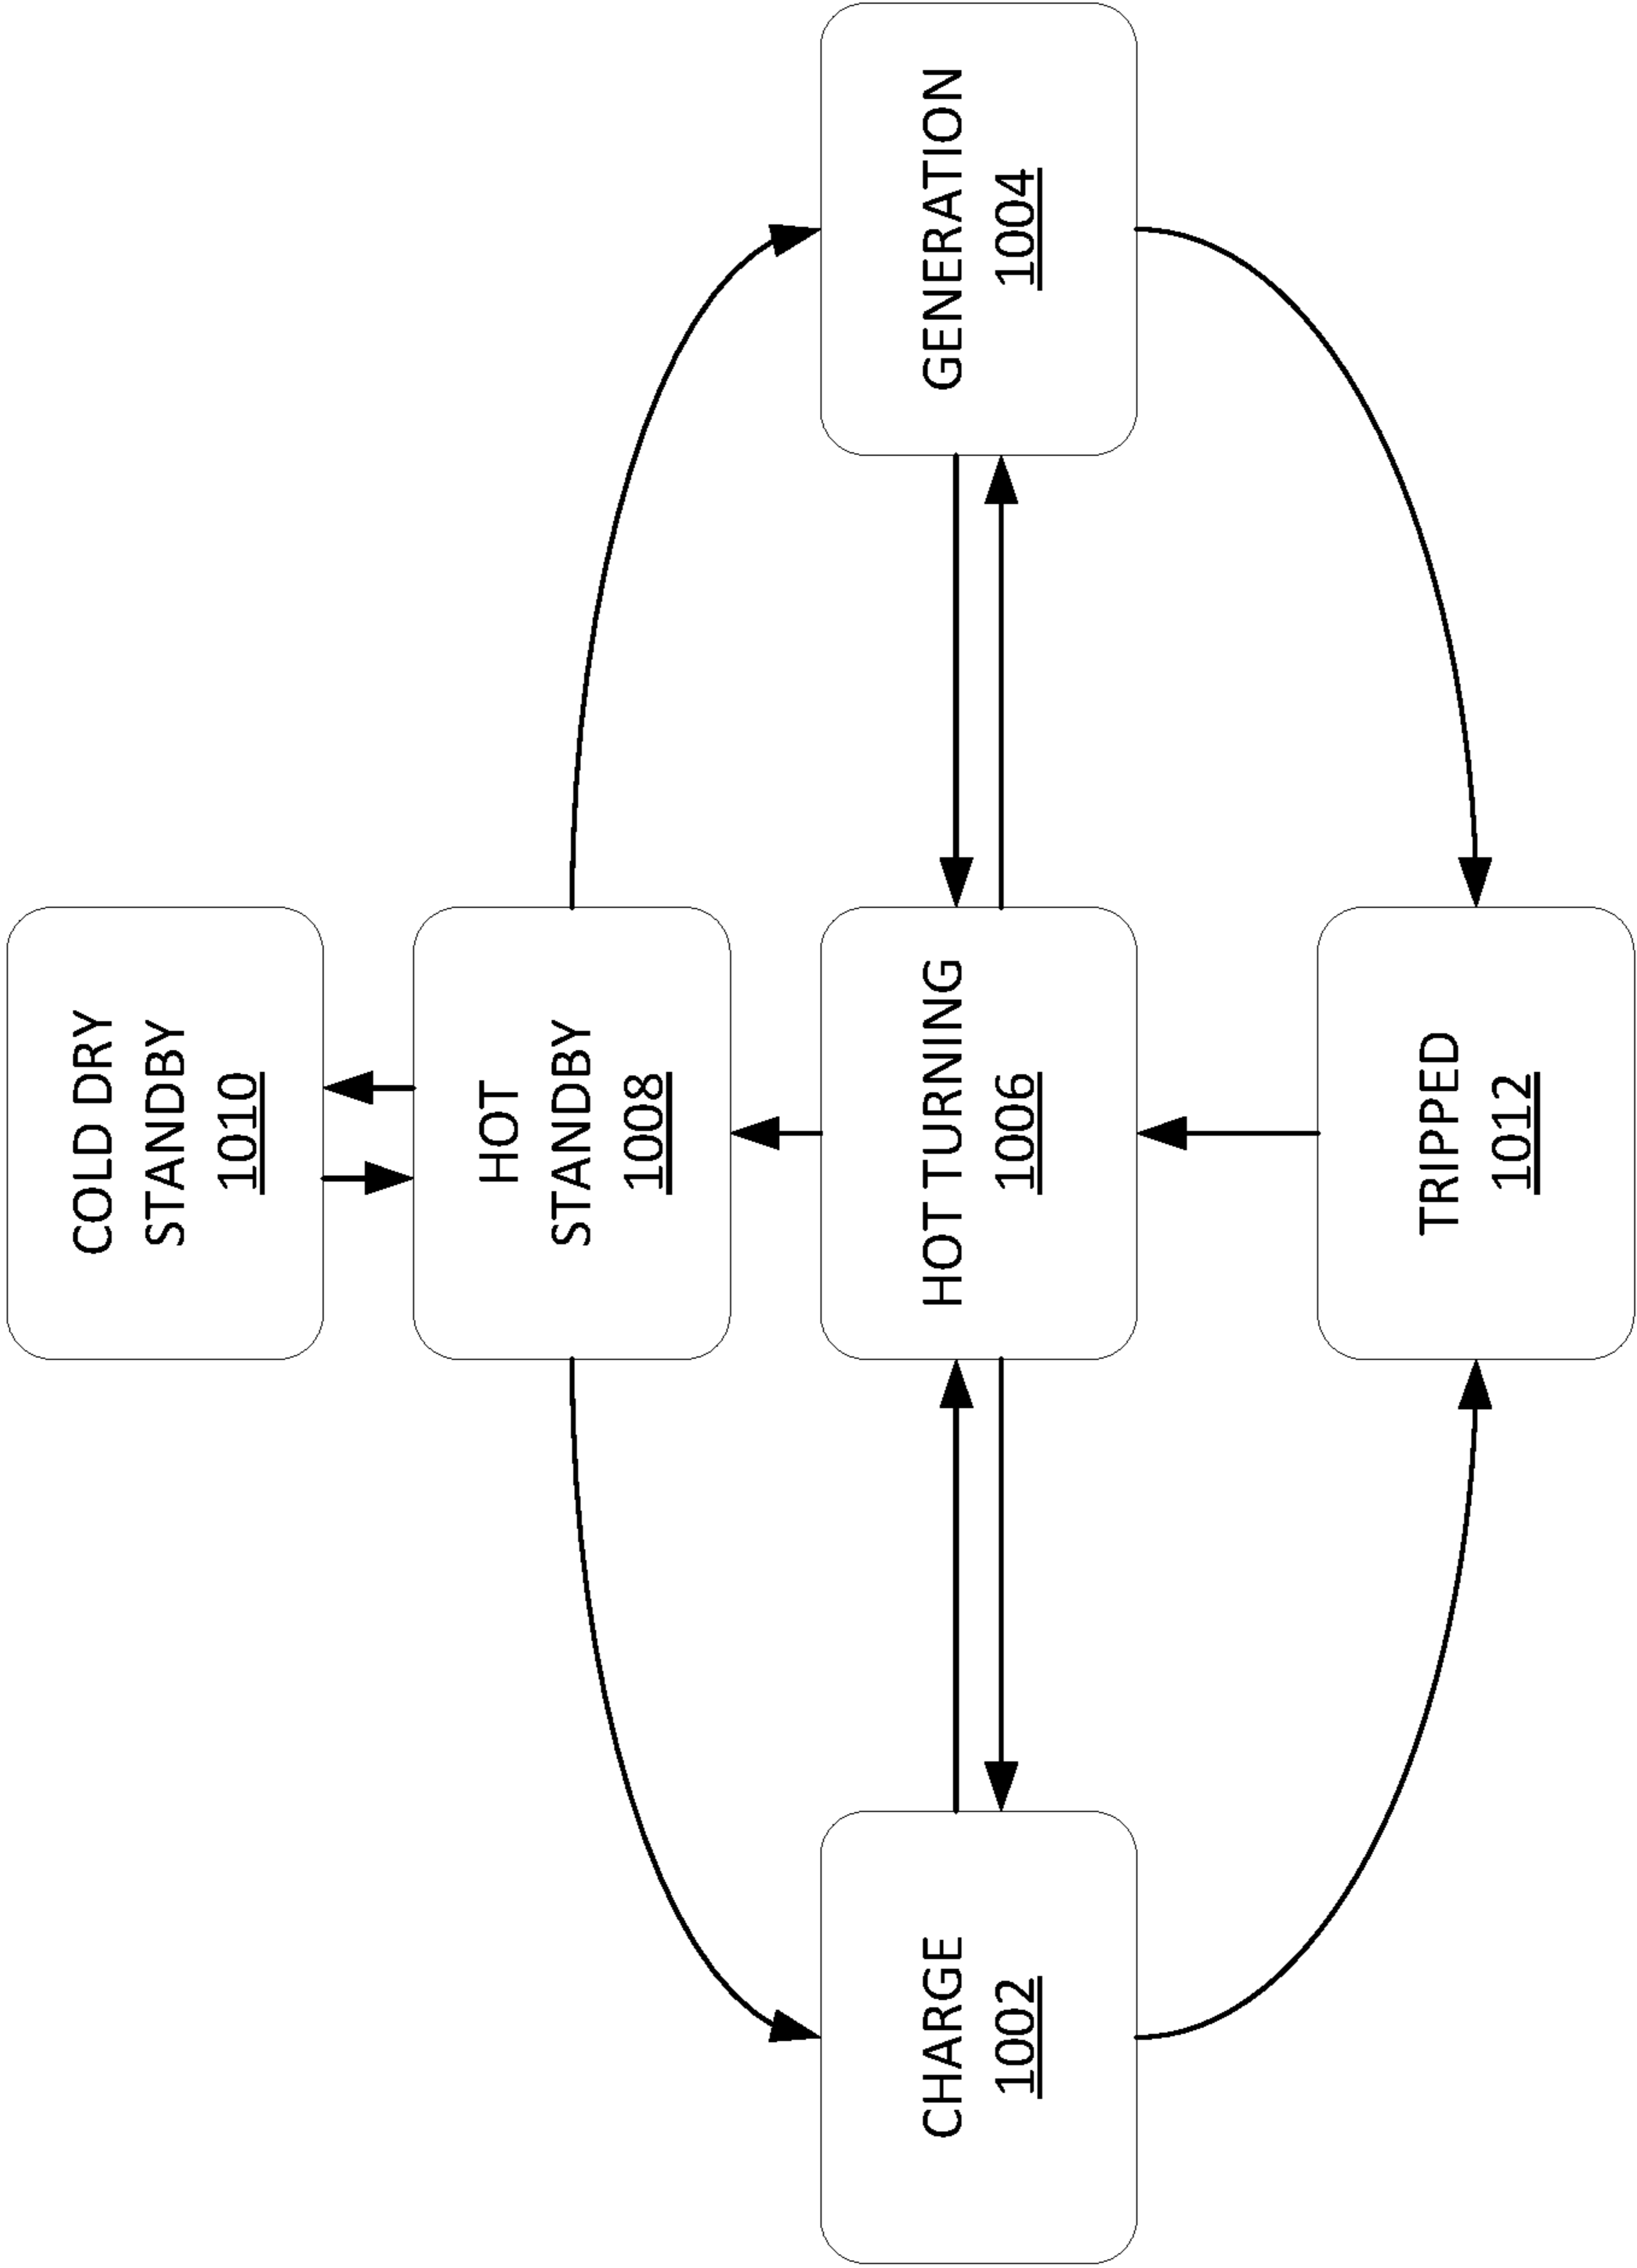 COLD DRY
STANDBY
1010
HOT
STANDBY
1008
CHARGE
1002
HOT TURNING
1006
GENERATION
1004
TRIPPED
1012